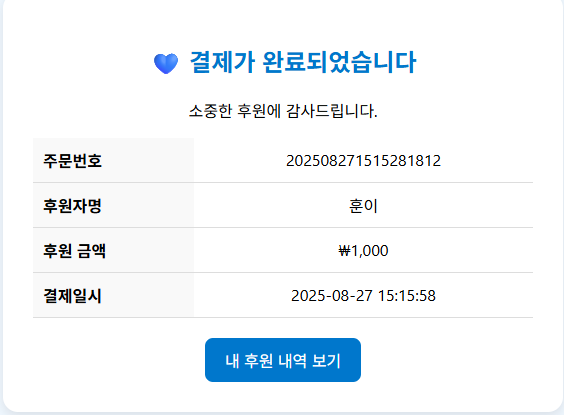 결제가 완료되었습니다
소중한 후원에 감사드립니다.
주문번호 202508271515281812
후원자명 훈이
후원 금액 ₩1,000
결제일시 2025-08-27 15:15:58
내 후원 내역 보기